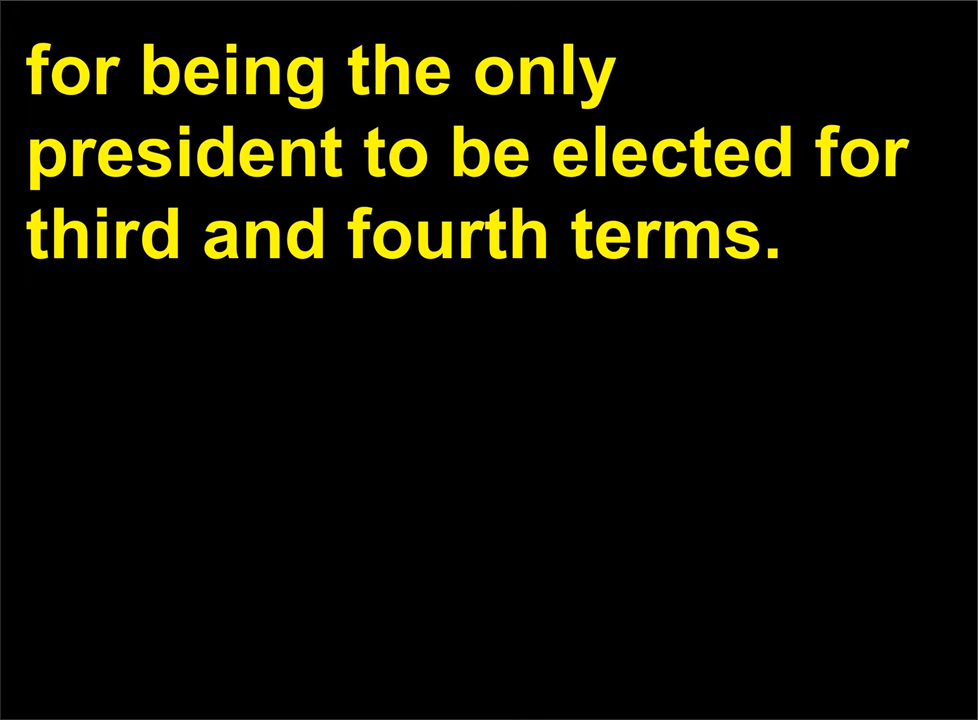 for being the only
president to be elected for
third and fourth terms.